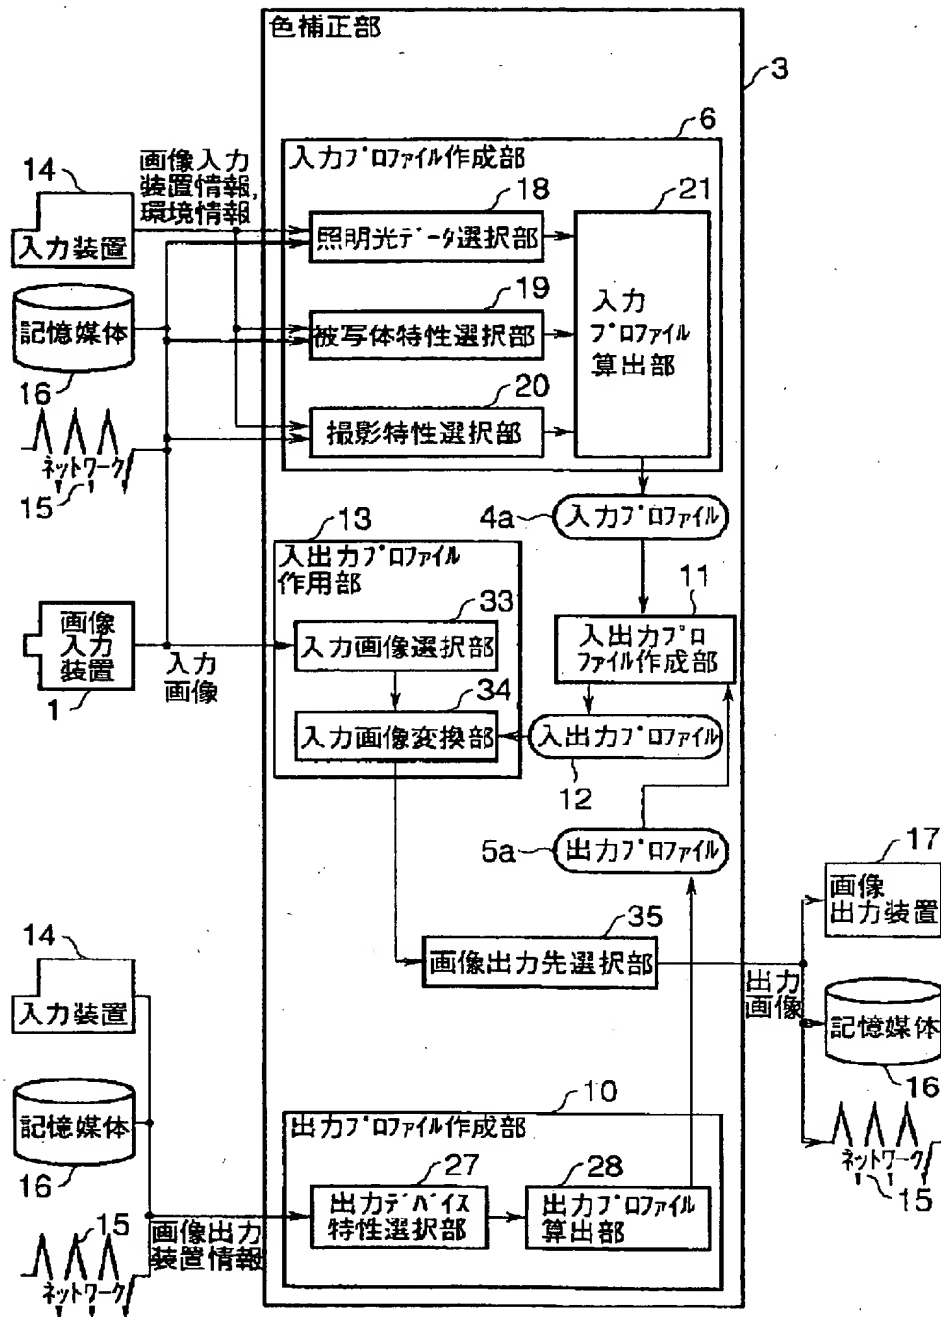 色補正部
3
6
入力プロファイル作成部
画像入力
装置情報,
環境情報
14
入力装置
18
照明光データ選択部
21
入力
プロファイル
算出部
記憶媒体
16
19
被写体特性選択部
20
撮影特性選択部
ネットワーク
15
4a
入力プロファイル
13
入出力プロファイル
作用部
11
入出力プロ
ファイル作成部
画像
入力
装置
1
入力
画像
33
入力画像選択部
34
入力画像変換部
入出力プロファイル
12
5a
出力プロファイル
17
画像
出力装置
35
画像出力先選択部
出力
画像
14
入力装置
記憶媒体
16
記憶媒体
16
10
出力プロファイル作成部
ネットワーク
15
27
出力デバイス
特性選択部
28
出力プロファイル
算出部
画像出力
装置情報
15
ネットワーク